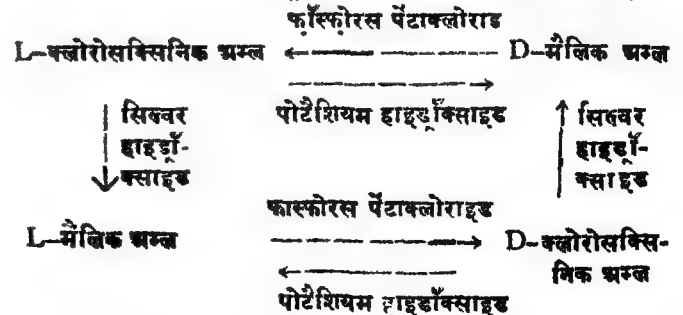 फ़ॉस्फ़ोरस पेंटाक्लोराड
L—क्लोरोसक्सिनिक अम्ल D—मैलिक अम्ल
पोटैशियम हाइड्रॉक्साइड
सिल्वर सिल्वर
हाइड्रॉ- हाइड्रॉ-
क्साइड क्साइड
फास्फोरस पेंटाक्लोराइड
L—मैलिक अम्ल D—क्लोरोसक्सि-
निक अम्ल
पोटैशियम हाइडॉक्साइड